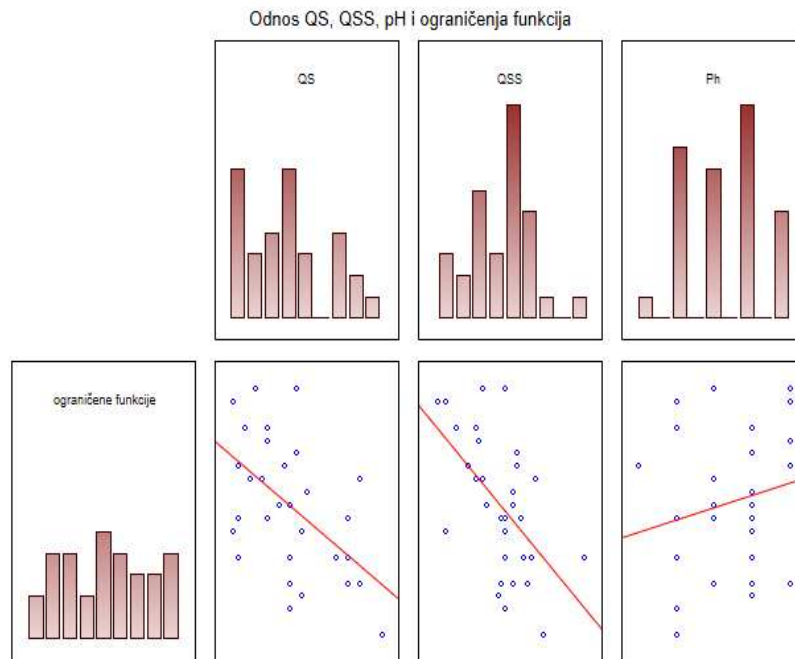 Odnos QS, QSS, pH i ograničenja funkcija
QS
QSS
Ph
ograničene funkcije